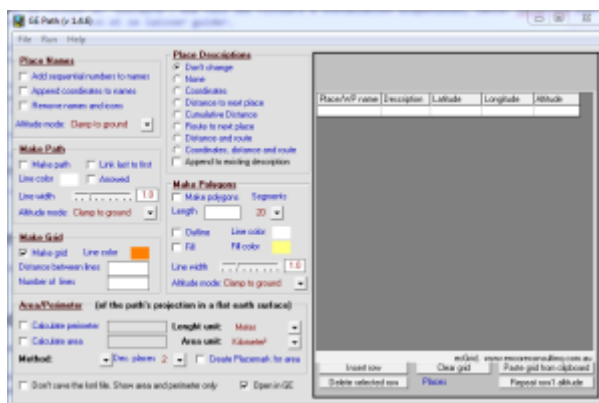 GE Path (v 1.4.6)
File Run Help
Place Names
Add sequential numbers to names
Append coordinates to names
Remove names and icons
Altitude mode: Clamp to ground
Make Path
Make path
Link last to first
Line color
Arrowed
Line width
1.0
Altitude mode: Clamp to ground
Make Grid
Make grid
Line color
Distance between lines
Number of lines
Place Descriptions
Don't change
None
Coordinates
Distance to next place
Cumulative Distance
Route to next place
Distance and route
Coordinates, distance and route
Append to existing description
Make Polygons
Make polygons
Segments
Length
20
Outline
Line color
Fill
Fill color
Line width
1.0
Altitude mode: Clamp to ground
Area/Perimeter (of the path's projection in a flat earth surface)
Calculate perimeter
Lenght unit: Metres
Calculate area
Area unit: Kilometer²
Method:
Dec. places 2
Create Placemark for area
Don't save the kml file. Show area and perimeter only
Open in GE
Place/WP name Description Latitude Longitude Altitude
Insert row
Clear grid
Paste grid from clipboard
Delete selected row
Places
Repeat row1 altitude